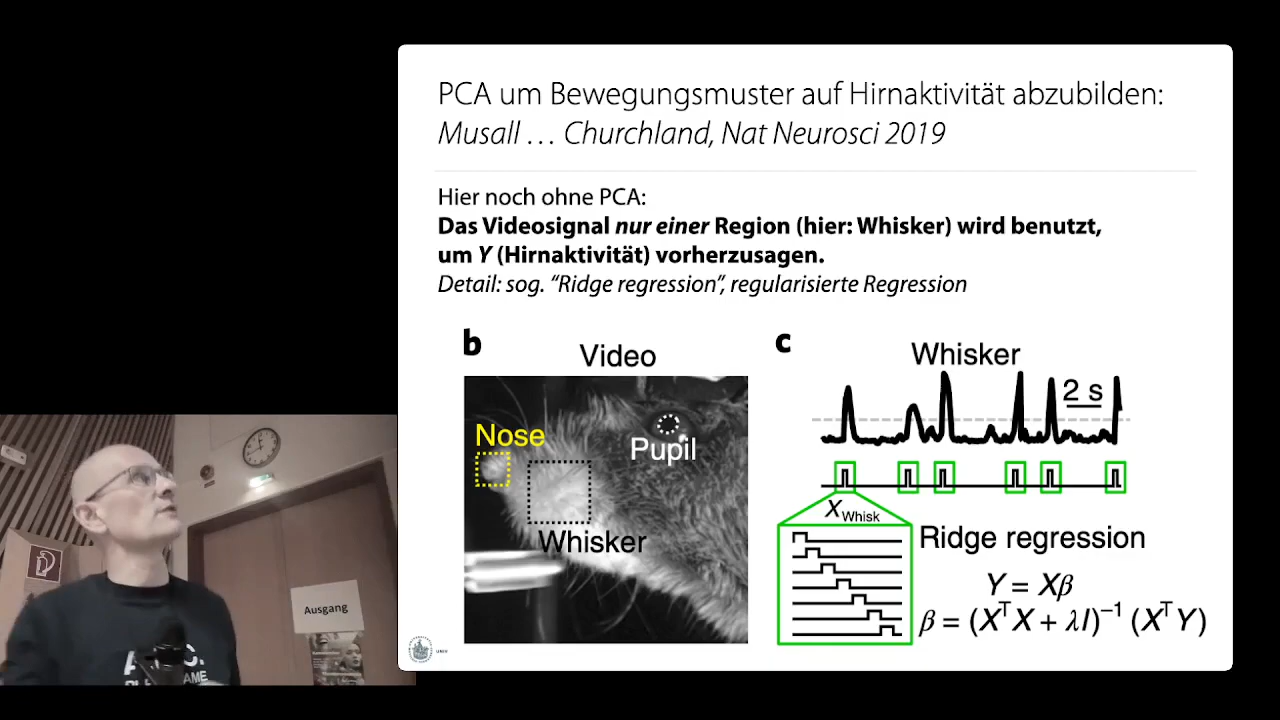 PCA um Bewegungsmuster auf Hirnaktivität abzubilden:
Musall … Churchland, Nat Neurosci 2019
Hier noch ohne PCA:
Das Videosignal nur einer Region (hier: Whisker) wird benutzt,
um Y (Hirnaktivität) vorherzusagen.
Detail: sog. “Ridge regression”, regularisierte Regression
b
Video
Nose
Pupil
Whisker
c
Whisker
2 s
XWhisk
Ridge regression
Y = Xβ
β = (XᵀX + λI)⁻¹ (XᵀY)
Ausgang